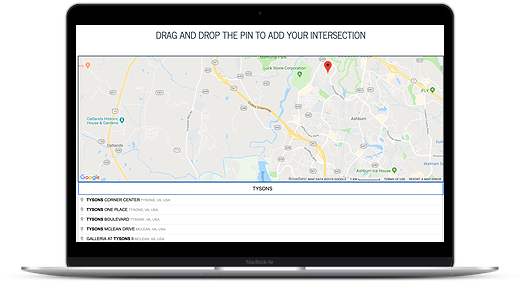 DRAG AND DROP THE PIN TO ADD YOUR INTERSECTION
Luck Stone Corporation
Oatlands Historic
House & Gardens
Oatlands
Ashburn
Broadlands
Ashburn Ice House
Google
MAP DATA ©2019 GOOGLE
TERMS OF USE
REPORT A MAP ERROR
TYSONS
TYSONS CORNER CENTER TYSONS, VA, USA
TYSONS ONE PLACE TYSONS, VA, USA
TYSONS BOULEVARD TYSONS, VA, USA
TYSONS MCLEAN DRIVE MCLEAN, VA, USA
GALLERIA AT TYSONS II MCLEAN, VA, USA
MacBook Air